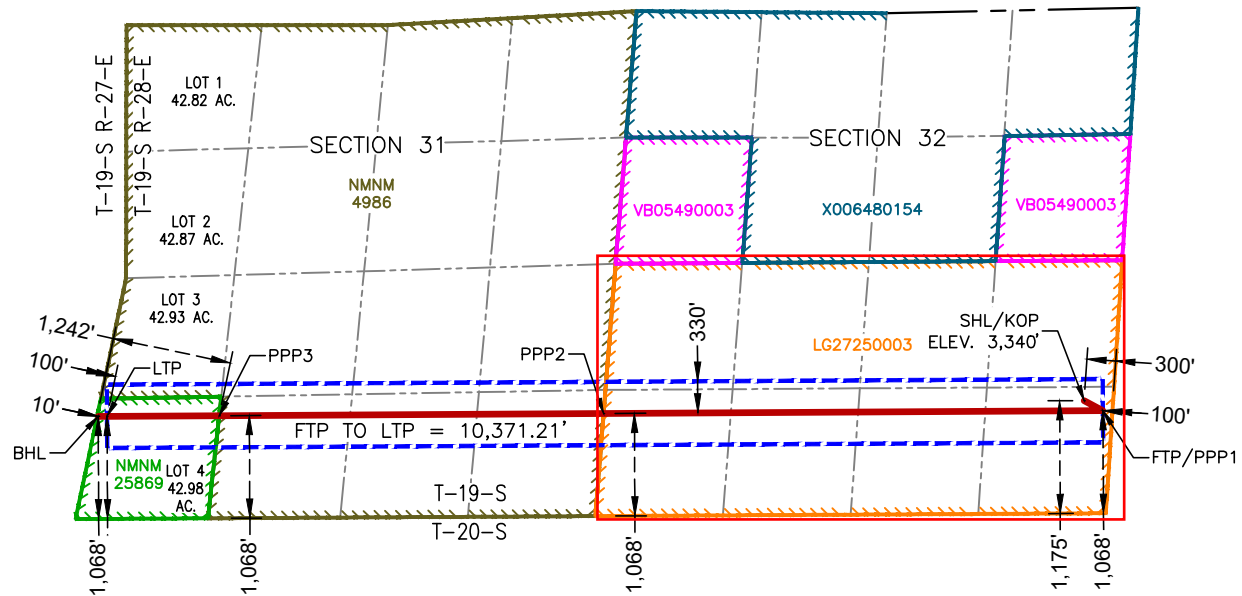 T-19-S R-27-E
T-19-S R-28-E
LOT 1
42.82 AC.
SECTION 31
SECTION 32
NMNM
4986
VB05490003
X006480154
VB05490003
LOT 2
42.87 AC.
LOT 3
42.93 AC.
1,242'
100'
LTP
PPP3
PPP2
330'
LG27250003
SHL/KOP
ELEV. 3,340'
300'
10'
100'
BHL
FTP TO LTP = 10,371.21'
FTP/PPP1
NMNM
25869
LOT 4
42.98
AC.
T-19-S
T-20-S
1,068'
1,068'
1,068'
1,175'
1,068'